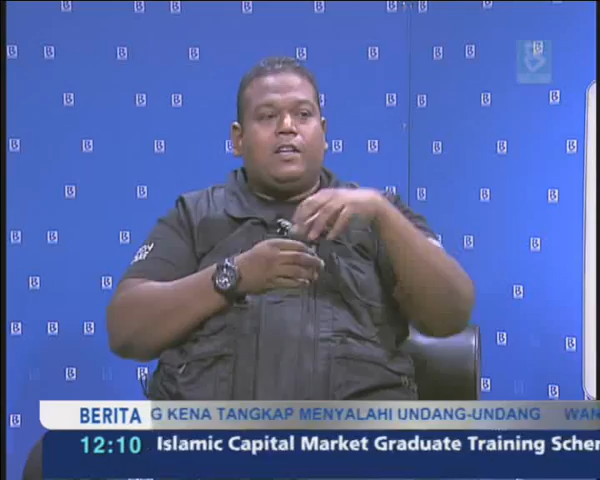 BERITA G KENA TANGKAP MENYALAHI UNDANG-UNDANG WAN
12:10 Islamic Capital Market Graduate Training Scher